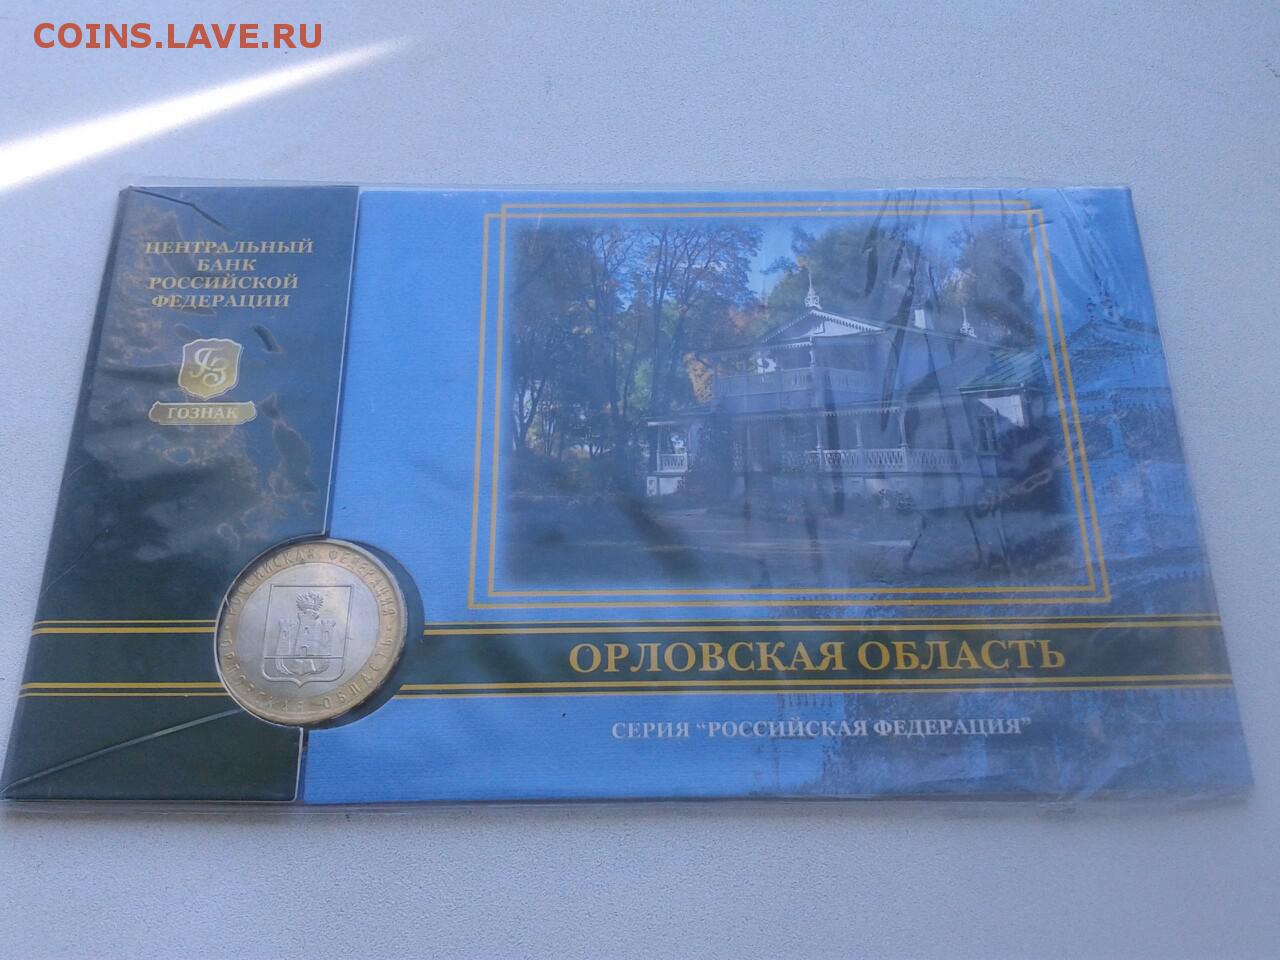 COINS.LAVE.RU
ЦЕНТРАЛЬНЫЙ
БАНК
РОССИЙСКОЙ
ФЕДЕРАЦИИ
ГОЗНАК
РОССИЙСКАЯ ФЕДЕРАЦИЯ
ОРЛОВСКАЯ ОБЛАСТЬ
ОРЛОВСКАЯ ОБЛАСТЬ
СЕРИЯ "РОССИЙСКАЯ ФЕДЕРАЦИЯ"